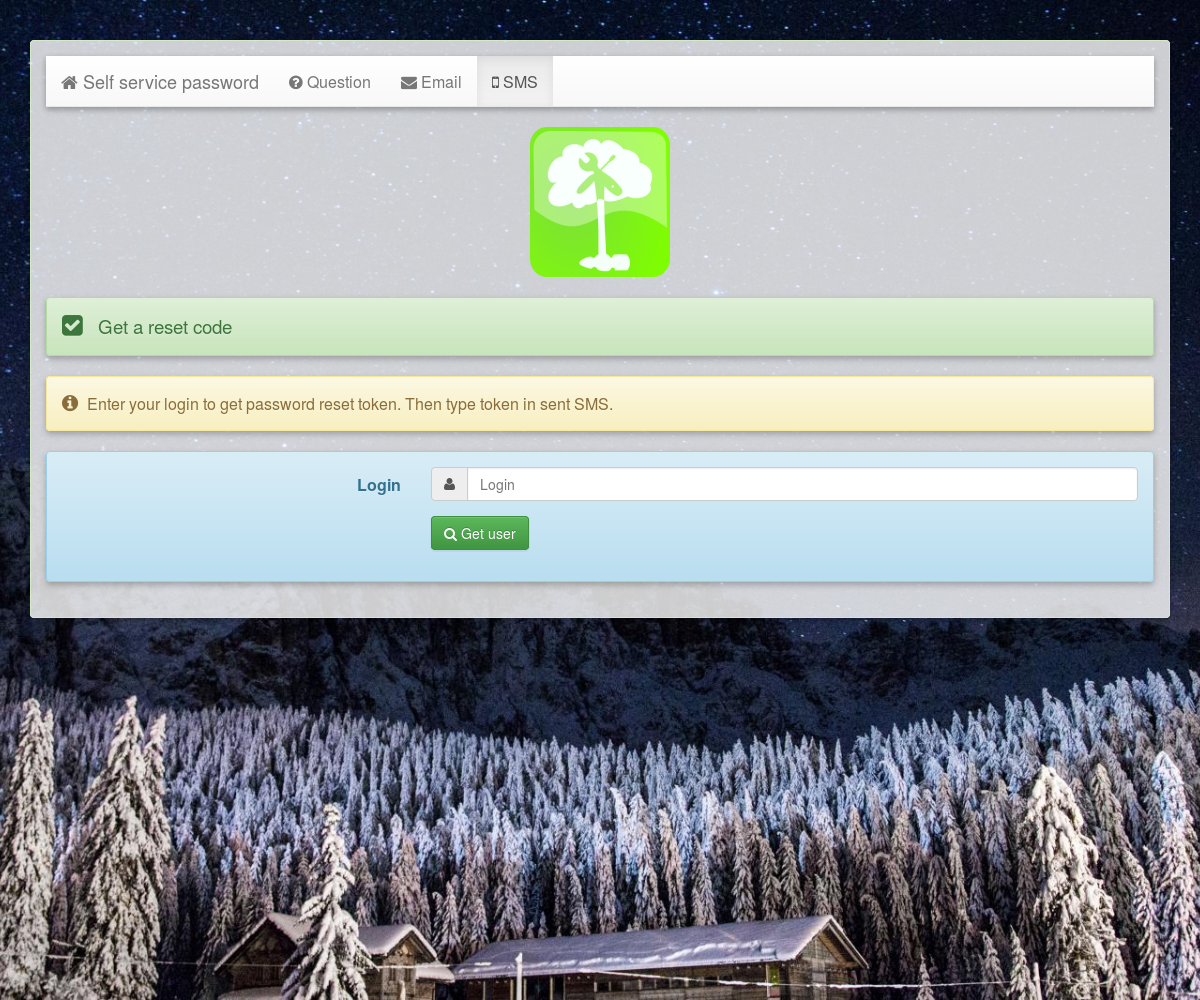 Self service password
Question
Email
SMS
Get a reset code
Enter your login to get password reset token. Then type token in sent SMS.
Login
Login
Get user